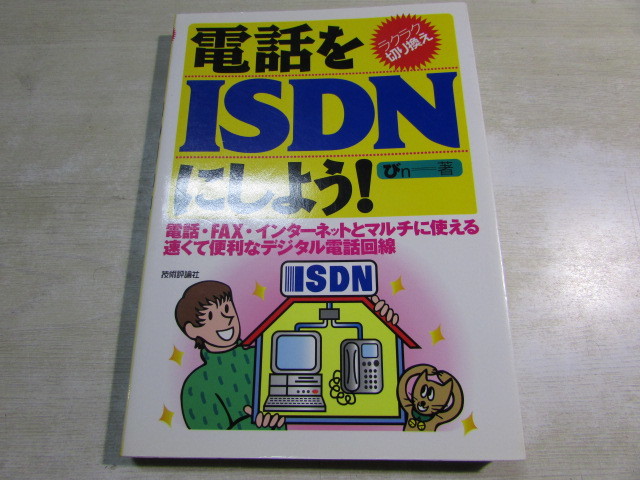 電話を
ラクラク
切り換え
ISDN
にしよう!
ぴn──著
電話・FAX・インターネットとマルチに使える
速くて便利なデジタル電話回線
技術評論社
ISDN